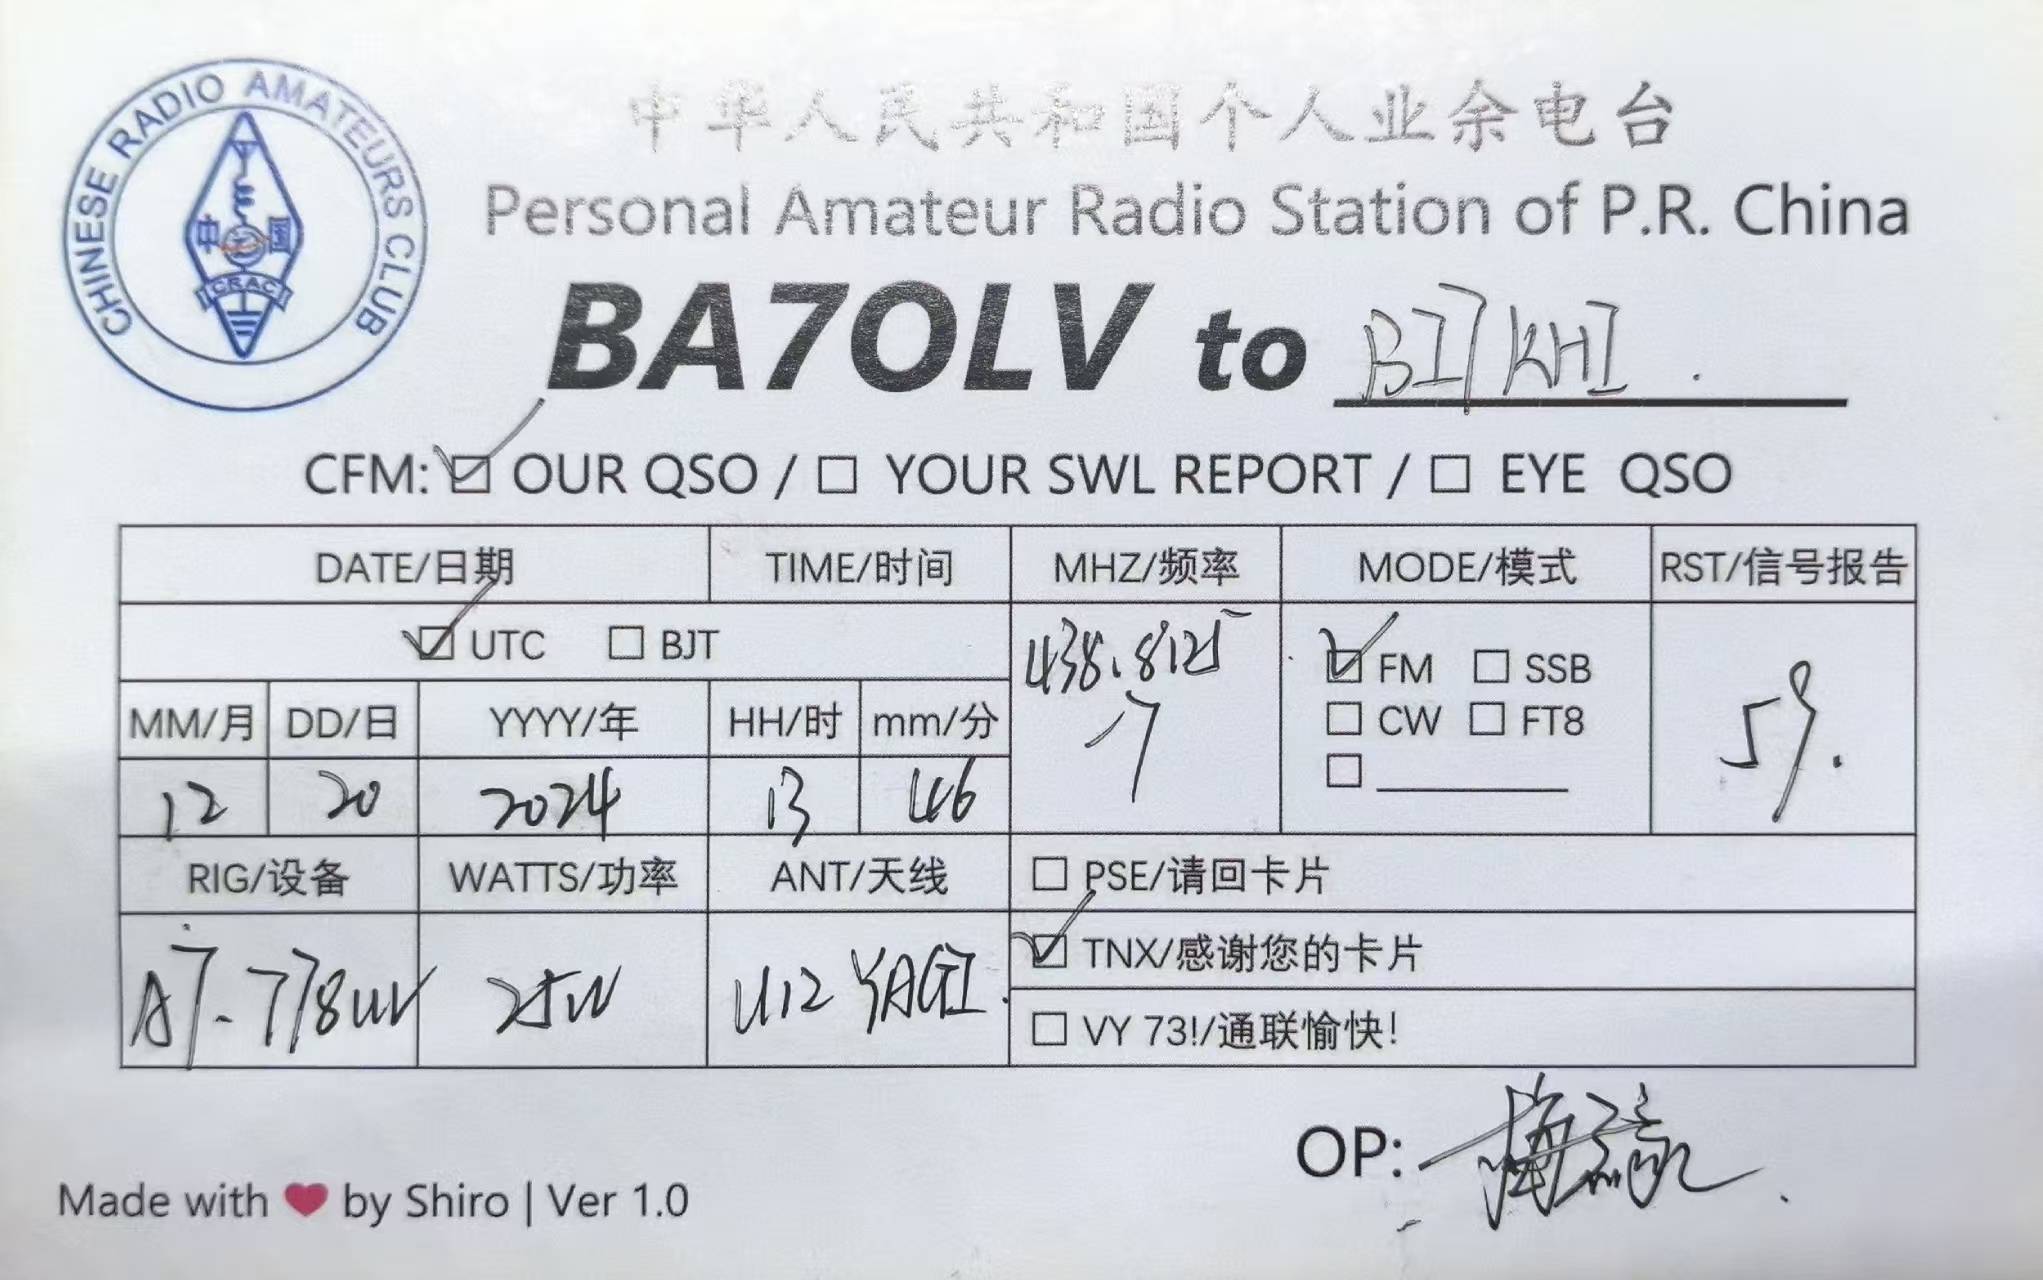 CHINESE RADIO AMATEURS CLUB
中 国
CRAC
中华人民共和国个人业余电台
Personal Amateur Radio Station of P.R. China
BA7OLV to BI7KHI.
CFM: ☑ OUR QSO / ☐ YOUR SWL REPORT / ☐ EYE QSO
DATE/日期 TIME/时间 MHZ/频率 MODE/模式 RST/信号报告
☑ UTC ☐ BJT
438.8125
-7
☑ FM ☐ SSB
☐ CW ☐ FT8
☐
59.
MM/月 DD/日 YYYY/年 HH/时 mm/分
12 20 2024 13 46
RIG/设备 WATTS/功率 ANT/天线
A7.778UV 25W U12 YAGI.
☐ PSE/请回卡片
☑ TNX/感谢您的卡片
☐ VY 73!/通联愉快!
OP:
Made with ❤ by Shiro | Ver 1.0